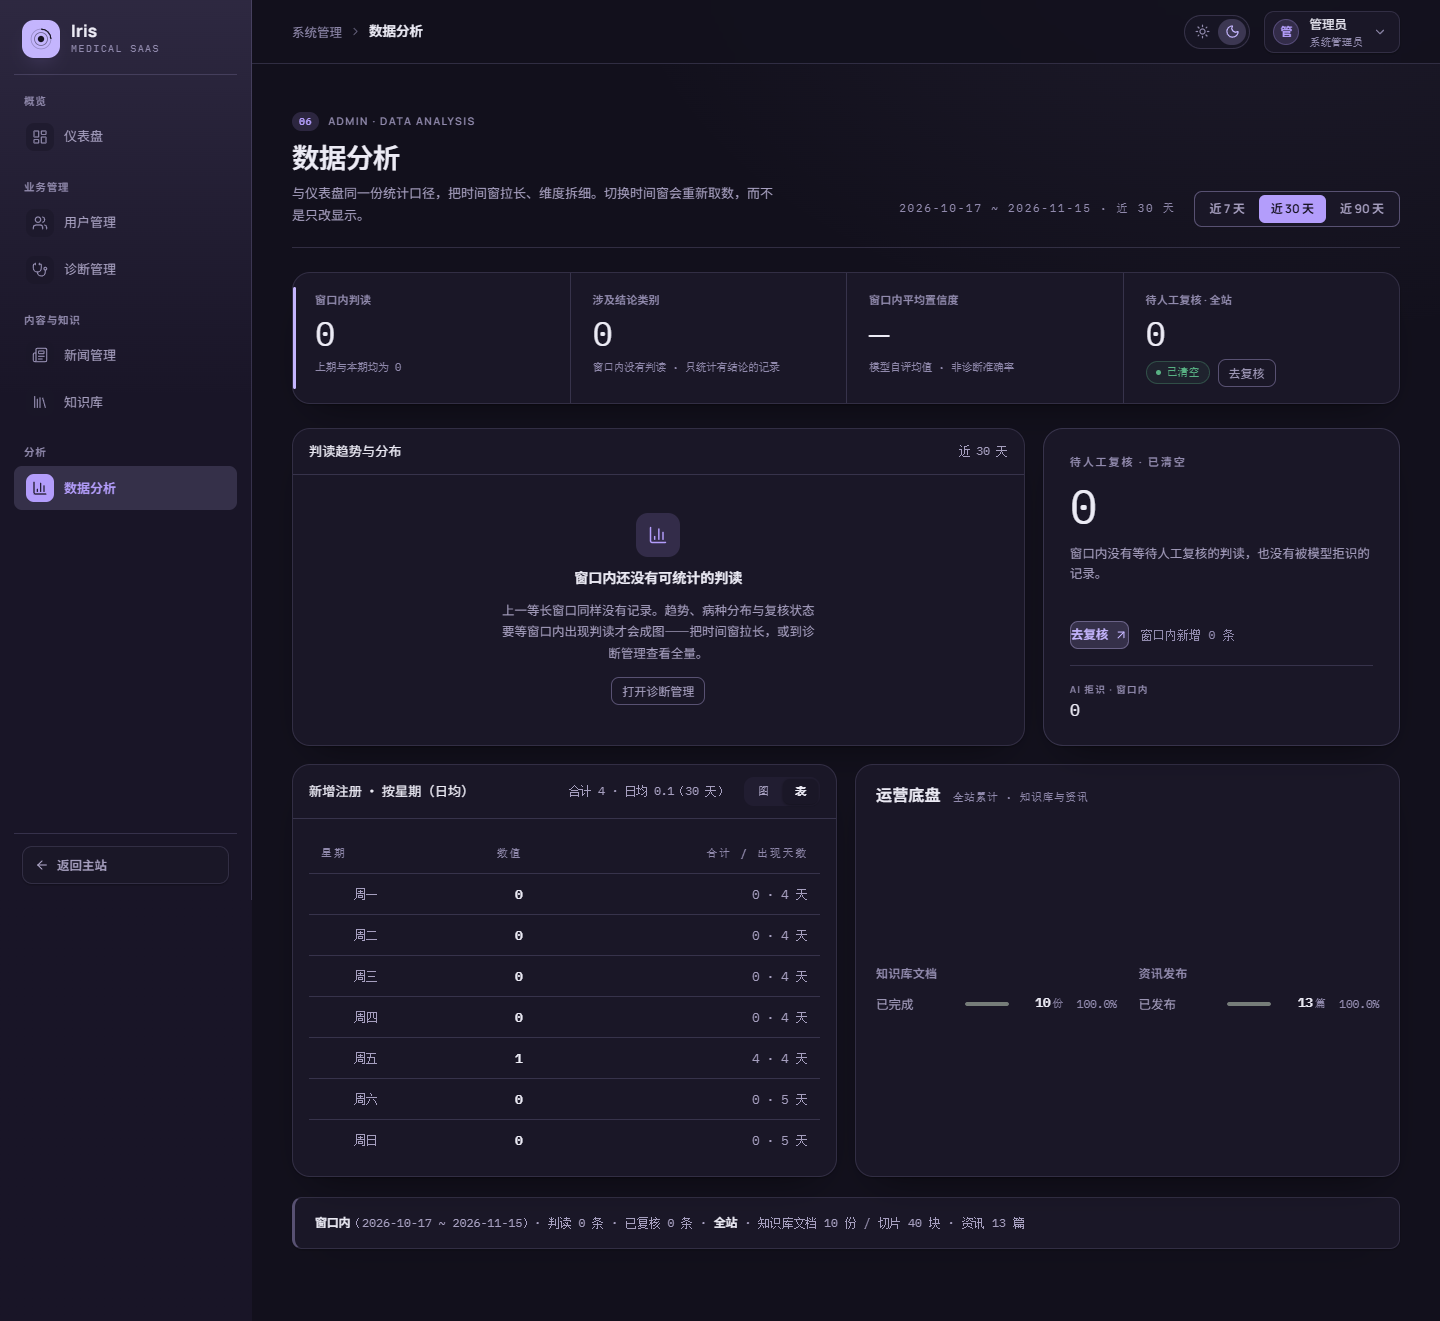 Iris
MEDICAL SAAS
概览
仪表盘
业务管理
用户管理
诊断管理
内容与知识
新闻管理
知识库
分析
数据分析
返回主站
系统管理 > 数据分析
管
管理员
系统管理员
06 ADMIN · DATA ANALYSIS
数据分析
与仪表盘同一份统计口径，把时间窗拉长、维度拆细。切换时间窗会重新取数，而不
是只改显示。
2026-10-17 ~ 2026-11-15 · 近 30 天
近 7 天 近 30 天 近 90 天
窗口内判读
0
上期与本期均为 0
涉及结论类别
0
窗口内没有判读 · 只统计有结论的记录
窗口内平均置信度
—
模型自评均值 · 非诊断准确率
待人工复核 · 全站
0
已清空 去复核
判读趋势与分布 近 30 天
窗口内还没有可统计的判读
上一等长窗口同样没有记录。趋势、病种分布与复核状态
要等窗口内出现判读才会成图——把时间窗拉长，或到诊
断管理查看全量。
打开诊断管理
待人工复核 · 已清空
0
窗口内没有等待人工复核的判读，也没有被模型拒识的
记录。
去复核 窗口内新增 0 条
AI 拒识 · 窗口内
0
新增注册 · 按星期（日均） 合计 4 · 日均 0.1（30 天） 图 表
星期 数值 合计 / 出现天数
周一 0 0 · 4 天
周二 0 0 · 4 天
周三 0 0 · 4 天
周四 0 0 · 4 天
周五 1 4 · 4 天
周六 0 0 · 5 天
周日 0 0 · 5 天
运营底盘 全站累计 · 知识库与资讯
知识库文档
已完成 10份 100.0%
资讯发布
已发布 13篇 100.0%
窗口内（2026-10-17 ~ 2026-11-15）· 判读 0 条 · 已复核 0 条 · 全站 · 知识库文档 10 份 / 切片 40 块 · 资讯 13 篇